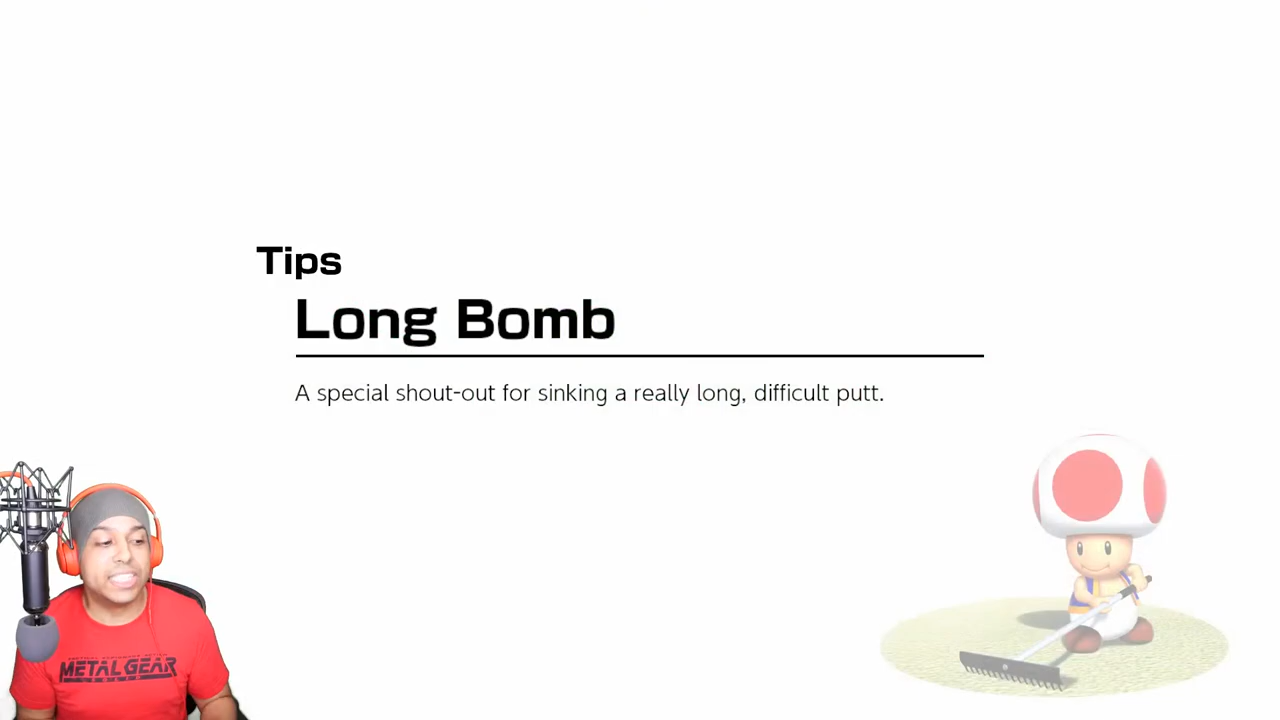 Tips
Long Bomb
A special shout-out for sinking a really long, difficult putt.
METAL GEAR